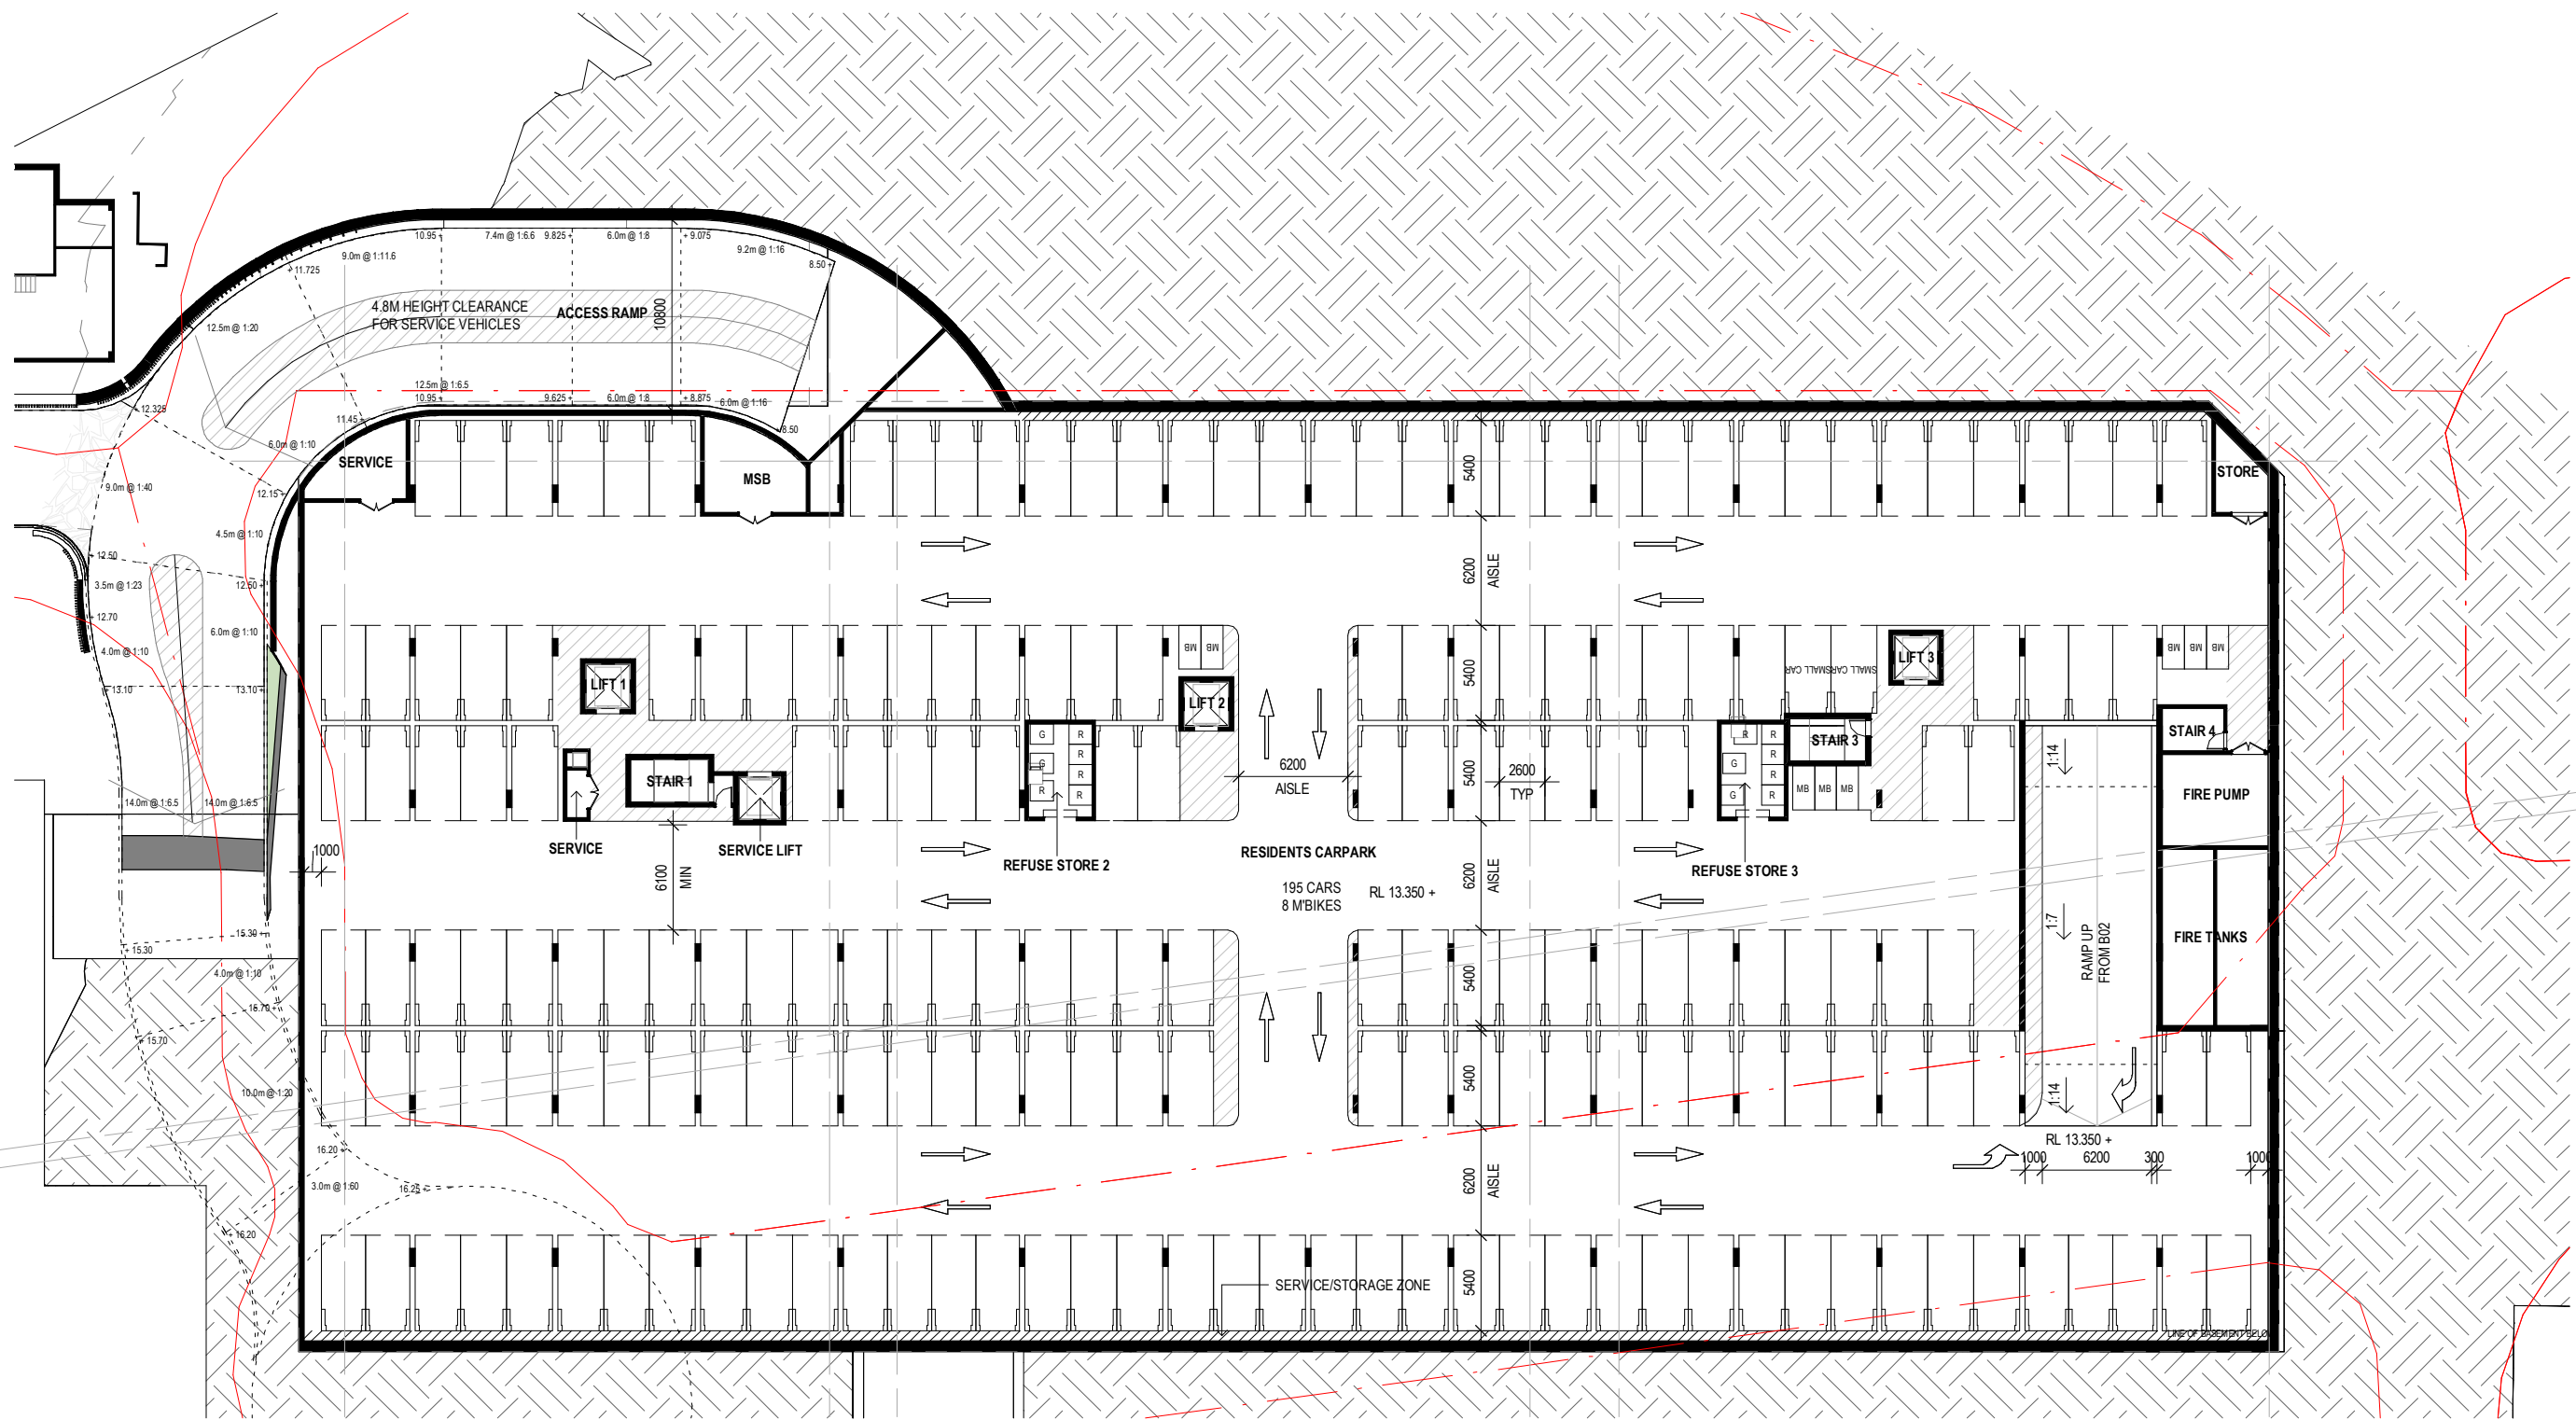 10.95 +
7.4m @ 1:6.6
9.825 +
6.0m @ 1:8
+ 9.075
9.2m @ 1:16
8.50 +
9.0m @ 1:11.6
+ 11.725
4.8M HEIGHT CLEARANCE
FOR SERVICE VEHICLES
ACCESS RAMP
10800
12.5m @ 1:20
12.5m @ 1:6.5
10.95 +
9.625 +
6.0m @ 1:8
+ 8.875
6.0m @ 1:16
+ 12.325
11.45 +
+ 8.50
6.0m @ 1:10
SERVICE
MSB
STORE
5400
9.0m @ 1:40
12.15 +
4.5m @ 1:10
+ 12.50
12.50 +
3.5m @ 1:23
+ 12.70
6.0m @ 1:10
4.0m @ 1:10
+ 13.10
13.10 +
6200
AISLE
LIFT 1
MB
MB
LIFT 2
5400
SMALL CAR
SMALL CAR
LIFT 3
MB
MB
MB
STAIR 4
G
R
G
R
R
R
R
R
R
STAIR 3
1:14
STAIR 1
6200
AISLE
5400
2600
TYP
G
R
R
G
R
MB
MB
MB
FIRE PUMP
14.0m @ 1:6.5
14.0m @ 1:6.5
1000
SERVICE
SERVICE LIFT
6100
MIN
REFUSE STORE 2
RESIDENTS CARPARK
195 CARS
8 M'BIKES
RL 13.350 +
6200
AISLE
REFUSE STORE 3
1:7
RAMP UP
FROM B02
FIRE TANKS
15.30 +
+ 15.30
4.0m @ 1:10
15.70 +
+ 15.70
5400
5400
10.0m @ 1:20
1:14
16.20 +
RL 13.350 +
1000
6200
300
1000
3.0m @ 1:60
16.25 +
+ 16.20
6200
AISLE
SERVICE/STORAGE ZONE
5400
LINE OF BASEMENT BELO